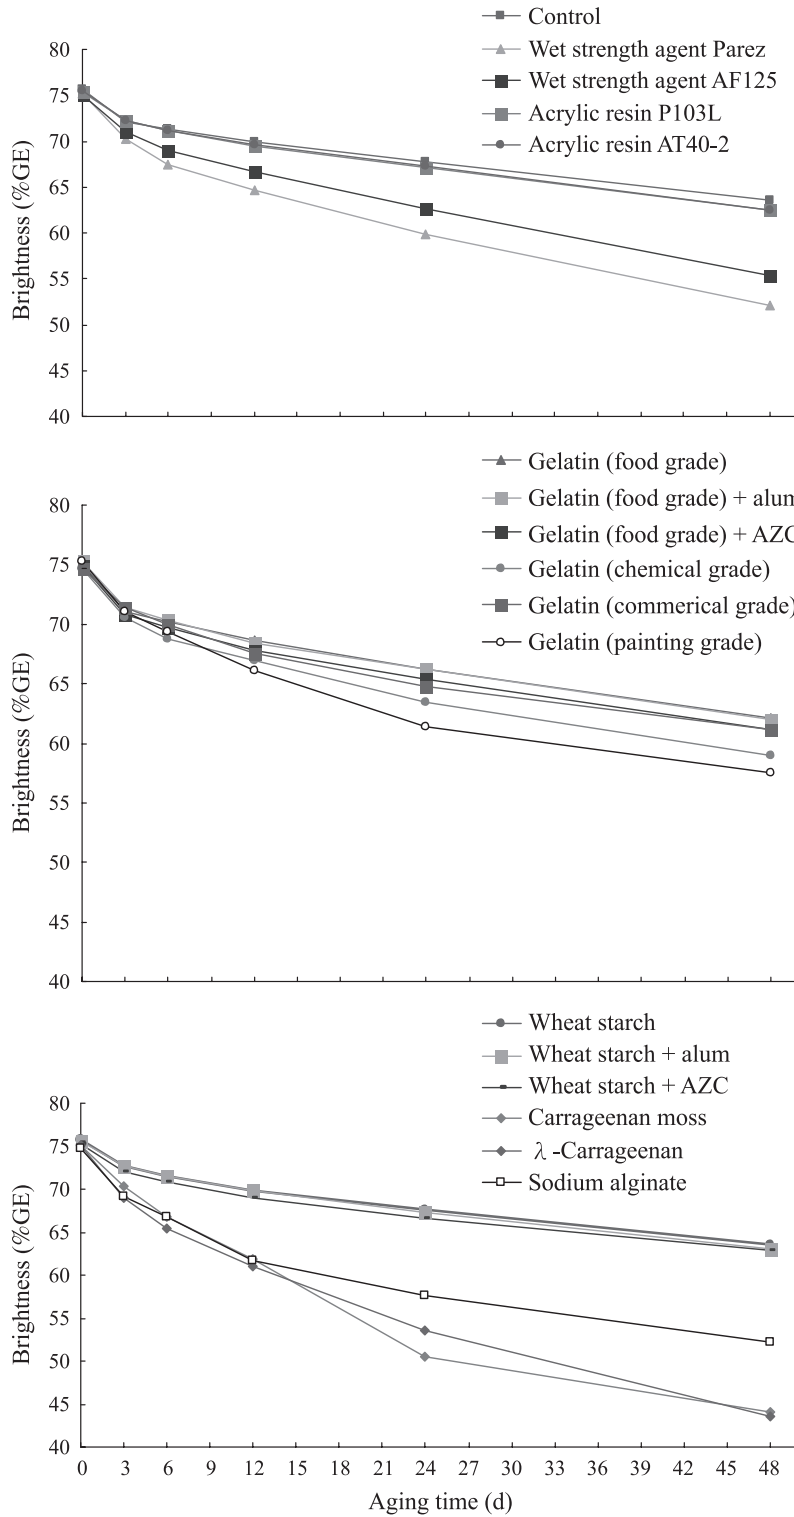 Control
Wet strength agent Parez
Wet strength agent AF125
Acrylic resin P103L
Acrylic resin AT40-2
80
75
70
65
60
55
50
45
40
Brightness (%GE)
Gelatin (food grade)
Gelatin (food grade) + alum
Gelatin (food grade) + AZC
Gelatin (chemical grade)
Gelatin (commerical grade)
Gelatin (painting grade)
80
75
70
65
60
55
50
45
40
Brightness (%GE)
Wheat starch
Wheat starch + alum
Wheat starch + AZC
Carrageenan moss
λ -Carrageenan
Sodium alginate
80
75
70
65
60
55
50
45
40
Brightness (%GE)
0 3 6 9 12 15 18 21 24 27 30 33 36 39 42 45 48
Aging time (d)